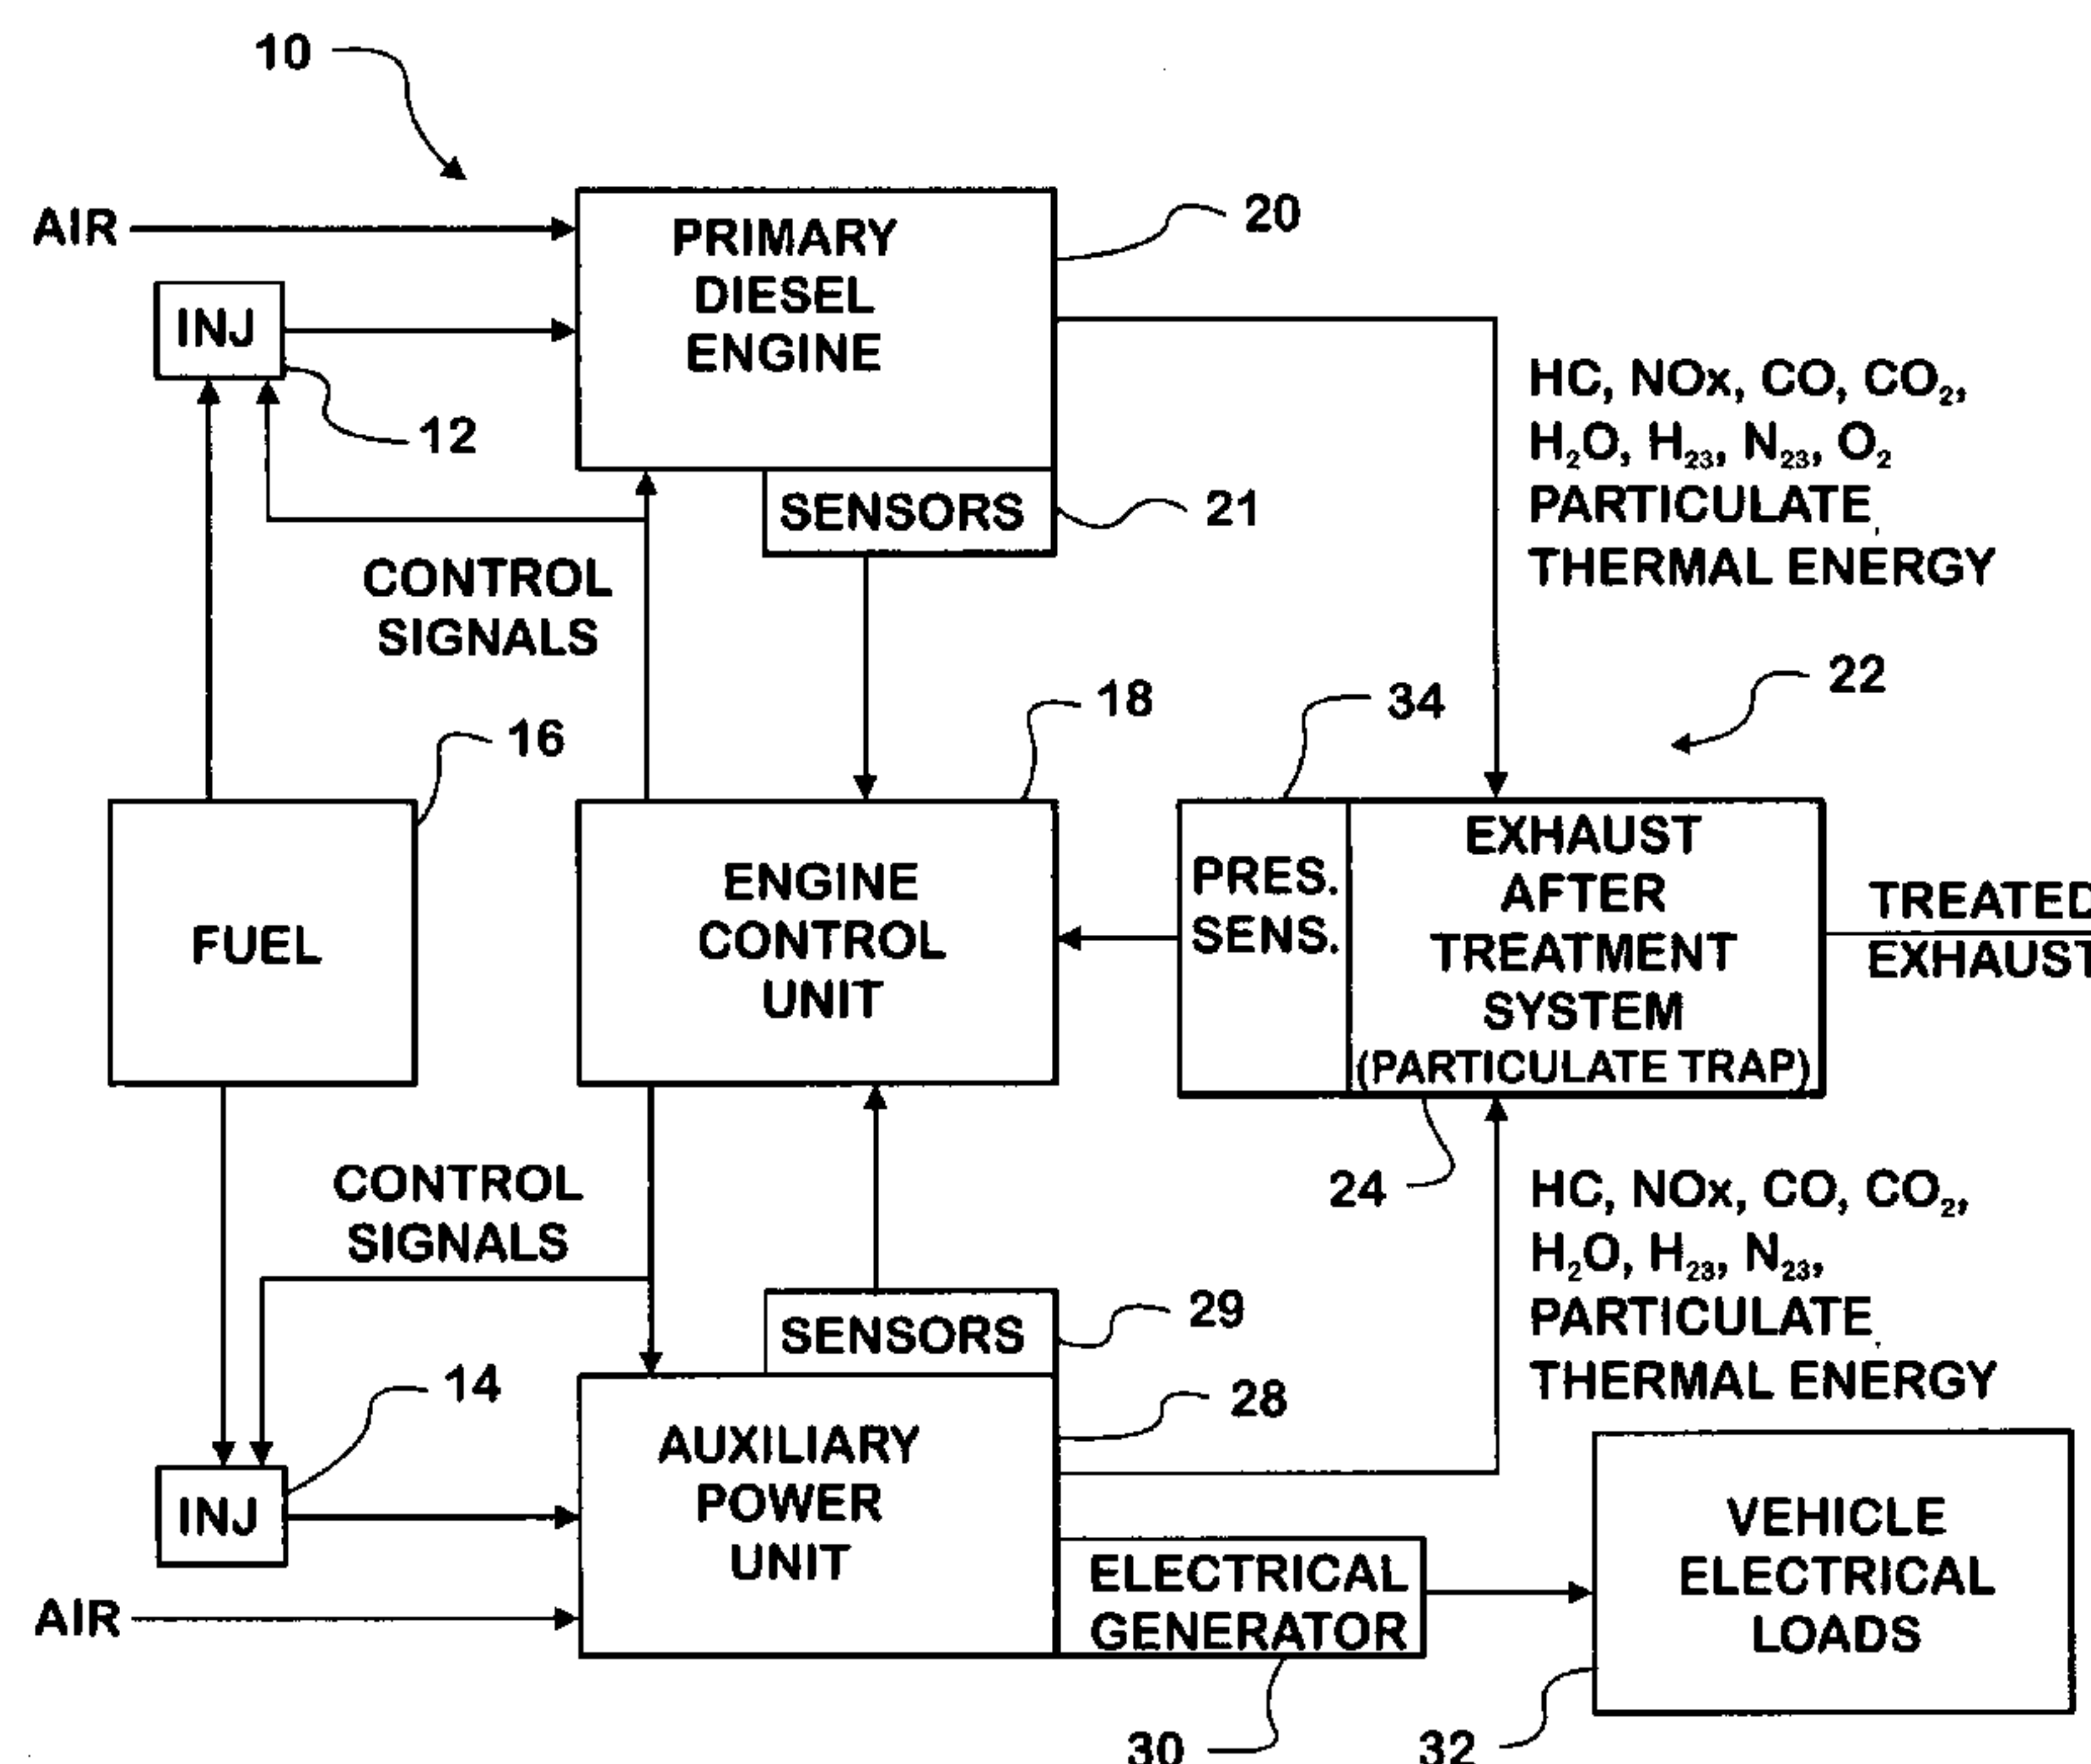 10
AIR
PRIMARY
DIESEL
ENGINE
20
INJ
12
HC, NOx, CO, CO₂,
H₂O, H₂₃, N₂₃, O₂
PARTICULATE
THERMAL ENERGY
SENSORS
21
CONTROL
SIGNALS
22
34
18
16
FUEL
ENGINE
CONTROL
UNIT
PRES.
SENS.
EXHAUST
AFTER
TREATMENT
SYSTEM
(PARTICULATE TRAP)
TREATED
EXHAUST
24
CONTROL
SIGNALS
HC, NOx, CO, CO₂,
H₂O, H₂₃, N₂₃,
PARTICULATE
THERMAL ENERGY
SENSORS
29
28
14
INJ
AUXILIARY
POWER
UNIT
AIR
ELECTRICAL
GENERATOR
VEHICLE
ELECTRICAL
LOADS
30
32